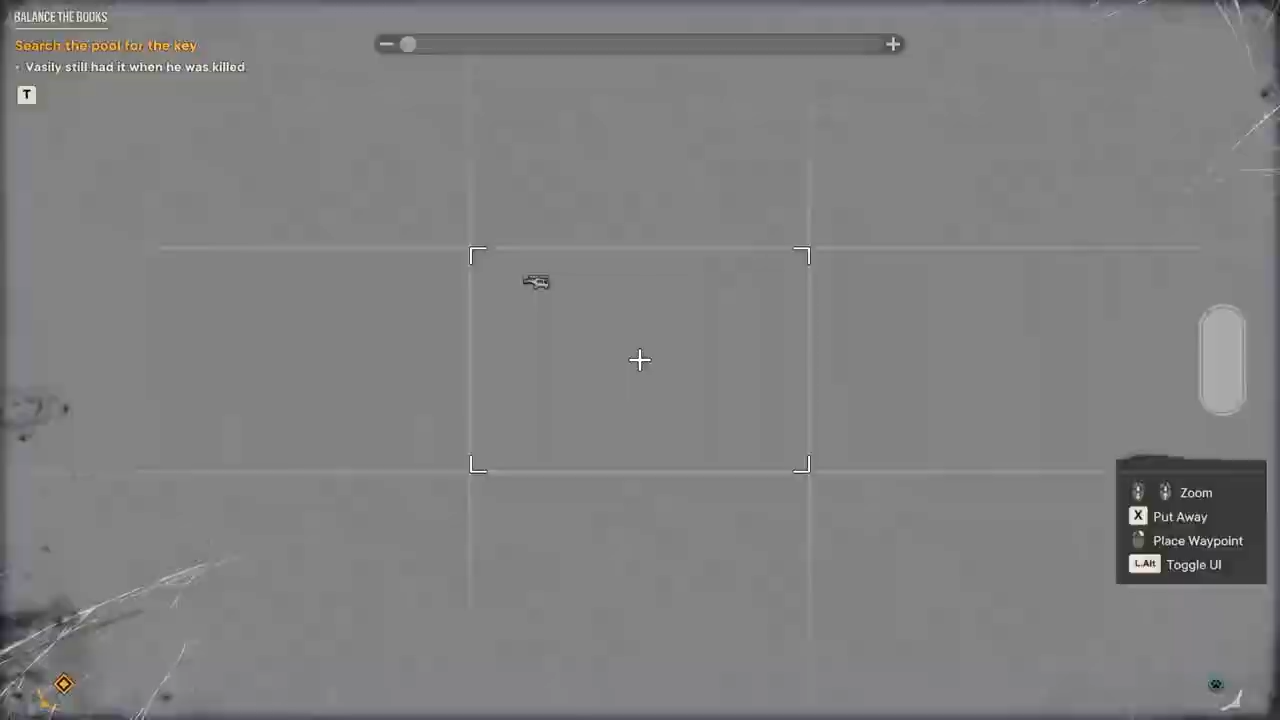 BALANCE THE BOOKS
Search the pool for the key
- Vasily still had it when he was killed.
T
Zoom
X Put Away
Place Waypoint
L.Alt Toggle UI